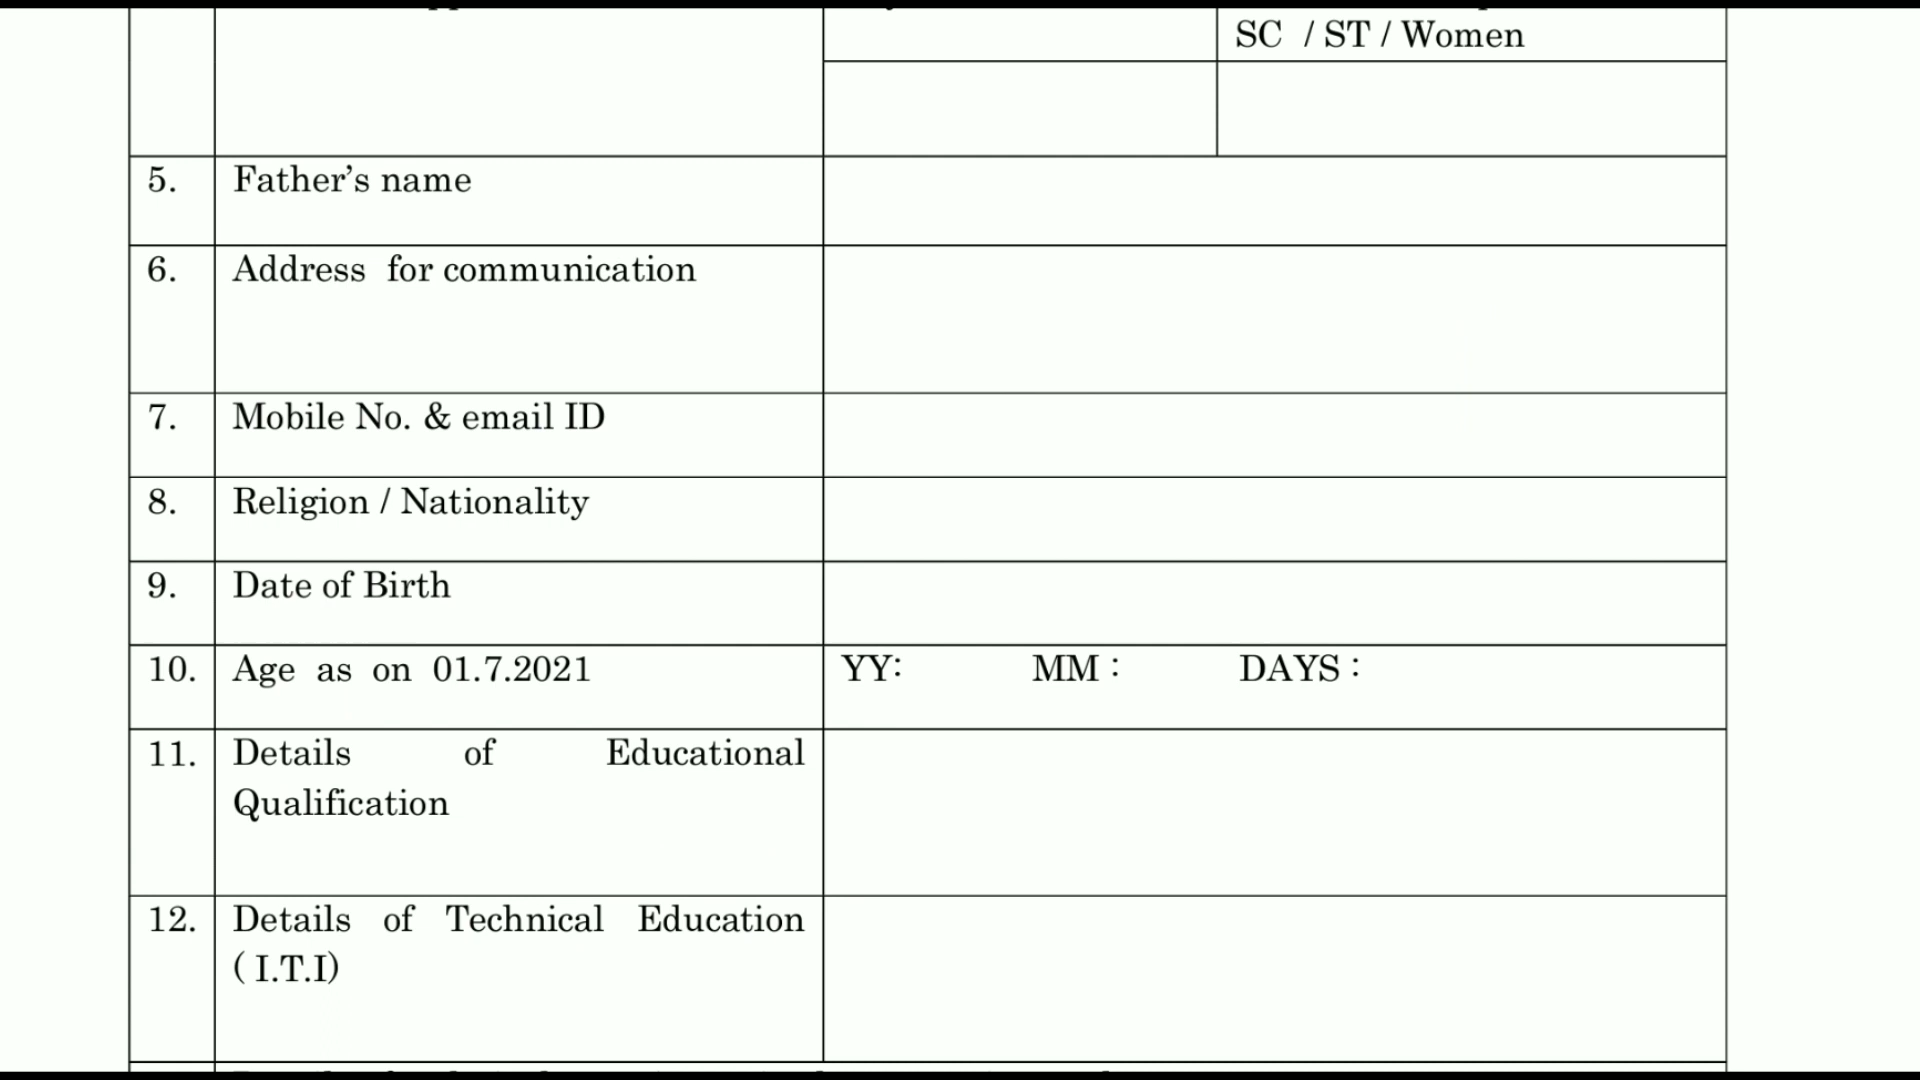 SC / ST / Women
5. Father’s name
6. Address for communication
7. Mobile No. & email ID
8. Religion / Nationality
9. Date of Birth
10. Age as on 01.7.2021 YY: MM : DAYS :
11. Details of Educational
Qualification
12. Details of Technical Education
( I.T.I)